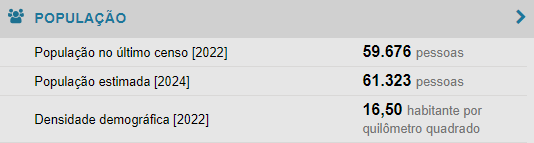 POPULAÇÃO
População no último censo [2022] 59.676 pessoas
População estimada [2024] 61.323 pessoas
Densidade demográfica [2022] 16,50 habitante por
quilômetro quadrado